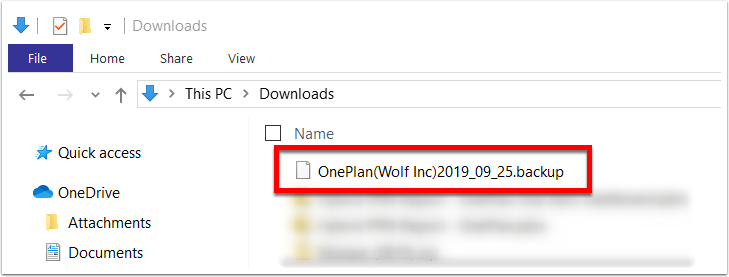 Downloads
File Home Share View
This PC > Downloads
Name
Quick access
OnePlan(Wolf Inc)2019_09_25.backup
OneDrive
Attachments
Documents